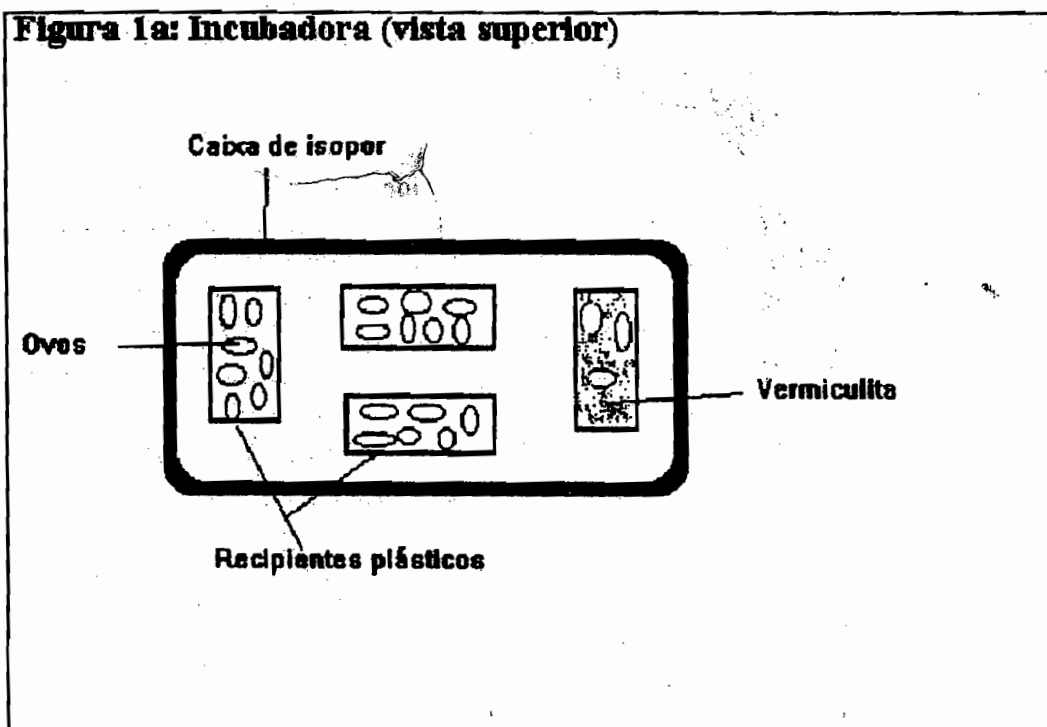 Figura 1a: Incubadora (vista superior)
Caixa de isopor
Ovos
Vermiculita
Recipientes plásticos